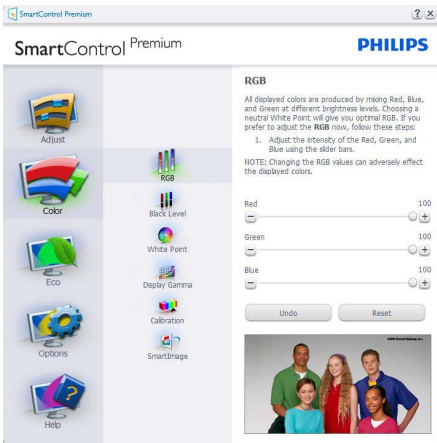 SmartControl Premium
SmartControl Premium
PHILIPS
Adjust
Color
Eco
Options
Help
RGB
Black Level
White Point
Display Gamma
Calibration
SmartImage
RGB
All displayed colors are produced by mixing Red, Blue,
and Green at different brightness levels. Choosing a
neutral White Point will give you optimal RGB. If you
prefer to adjust the RGB now, follow these steps:
1. Adjust the intensity of the Red, Green, and
Blue using the slider bars.
NOTE: Changing the RGB values can adversely effect
the displayed colors.
Red 100
Green 100
Blue 100
Undo Reset